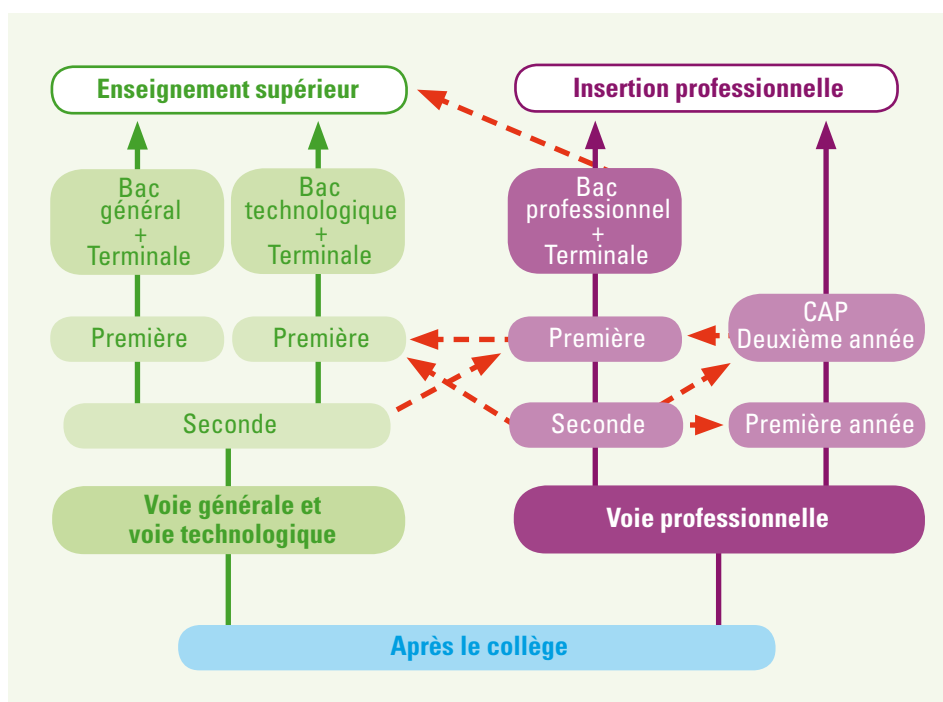 Enseignement supérieur
Insertion professionnelle
Bac
général
+
Terminale
Bac
technologique
+
Terminale
Bac
professionnel
+
Terminale
Première
Première
Première
CAP
Deuxième année
Seconde
Seconde
Première année
Voie générale et
voie technologique
Voie professionnelle
Après le collège